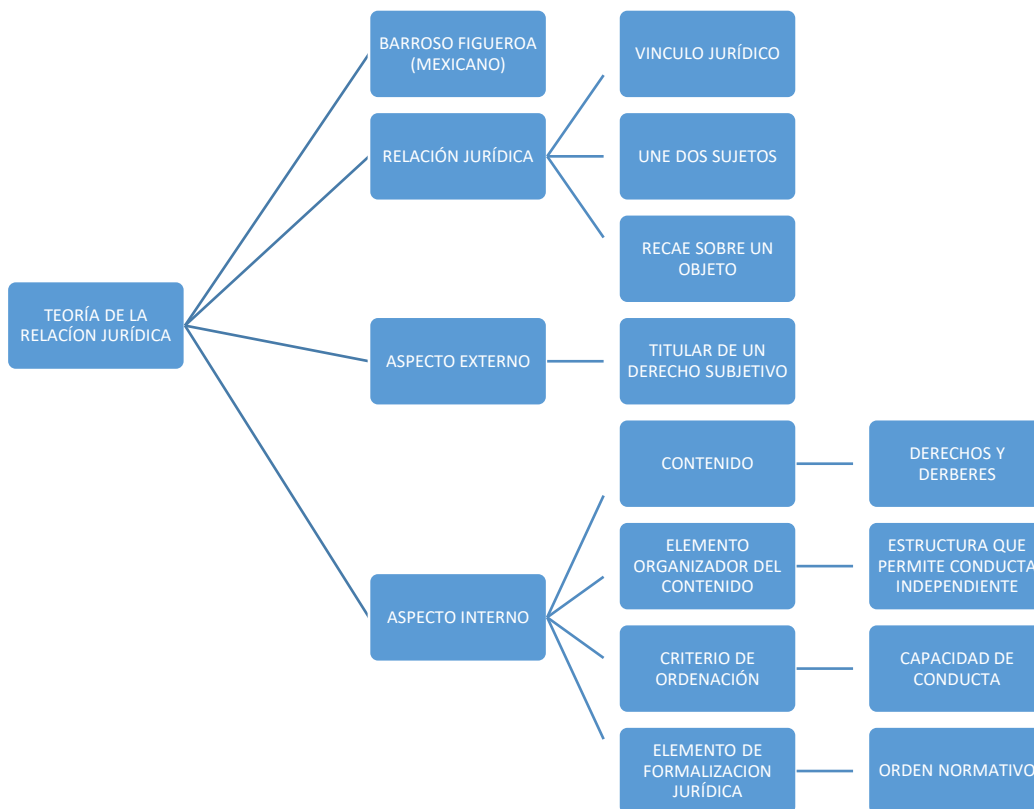 BARROSO FIGUEROA
(MEXICANO)
VINCULO JURÍDICO
RELACIÓN JURÍDICA
UNE DOS SUJETOS
RECAE SOBRE UN
OBJETO
TEORÍA DE LA
RELACÍON JURÍDICA
ASPECTO EXTERNO
TITULAR DE UN
DERECHO SUBJETIVO
ASPECTO INTERNO
CONTENIDO
DERECHOS Y
DERBERES
ELEMENTO
ORGANIZADOR DEL
CONTENIDO
ESTRUCTURA QUE
PERMITE CONDUCTA
INDEPENDIENTE
CRITERIO DE
ORDENACIÓN
CAPACIDAD DE
CONDUCTA
ELEMENTO DE
FORMALIZACION
JURÍDICA
ORDEN NORMATIVO